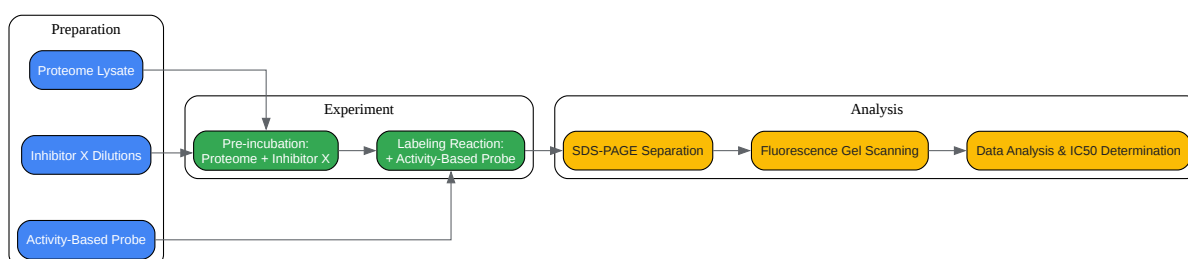 Preparation
Proteome Lysate
Inhibitor X Dilutions
Activity-Based Probe
Experiment
Pre-incubation:
Proteome + Inhibitor X
Labeling Reaction:
+ Activity-Based Probe
Analysis
SDS-PAGE Separation
Fluorescence Gel Scanning
Data Analysis & IC50 Determination